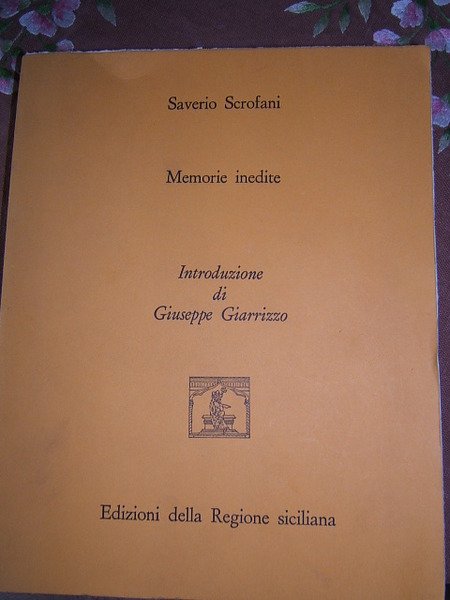 Saverio Scrofani
Memorie inedite
Introduzione
di
Giuseppe Giarrizzo
Edizioni della Regione siciliana